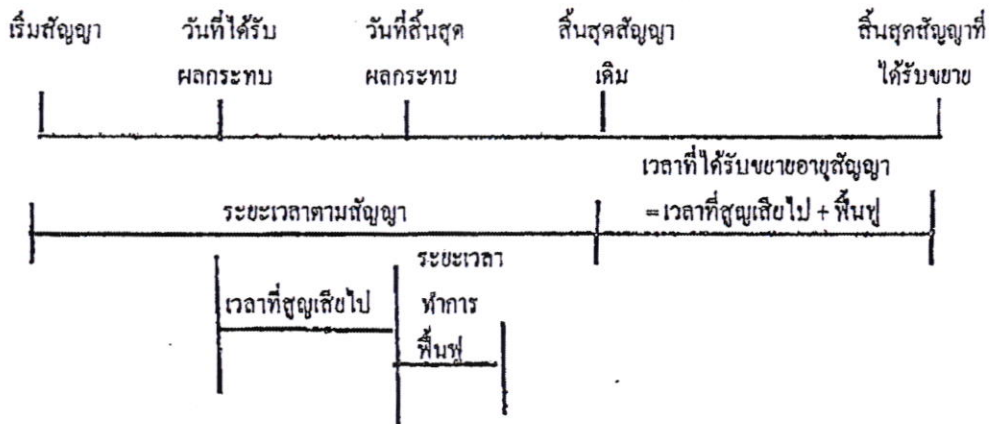 เริ่มสัญญา วันที่ได้รับ วันที่สิ้นสุด สิ้นสุดสัญญา สิ้นสุดสัญญาที่
ผลกระทบ ผลกระทบ เดิม ได้รับขยาย
เวลาที่ได้รับขยายอายุสัญญา
ระยะเวลาตามสัญญา = เวลาที่สูญเสียไป + ฟื้นฟู
ระยะเวลา
เวลาที่สูญเสียไป ทำการ
ฟื้นฟู